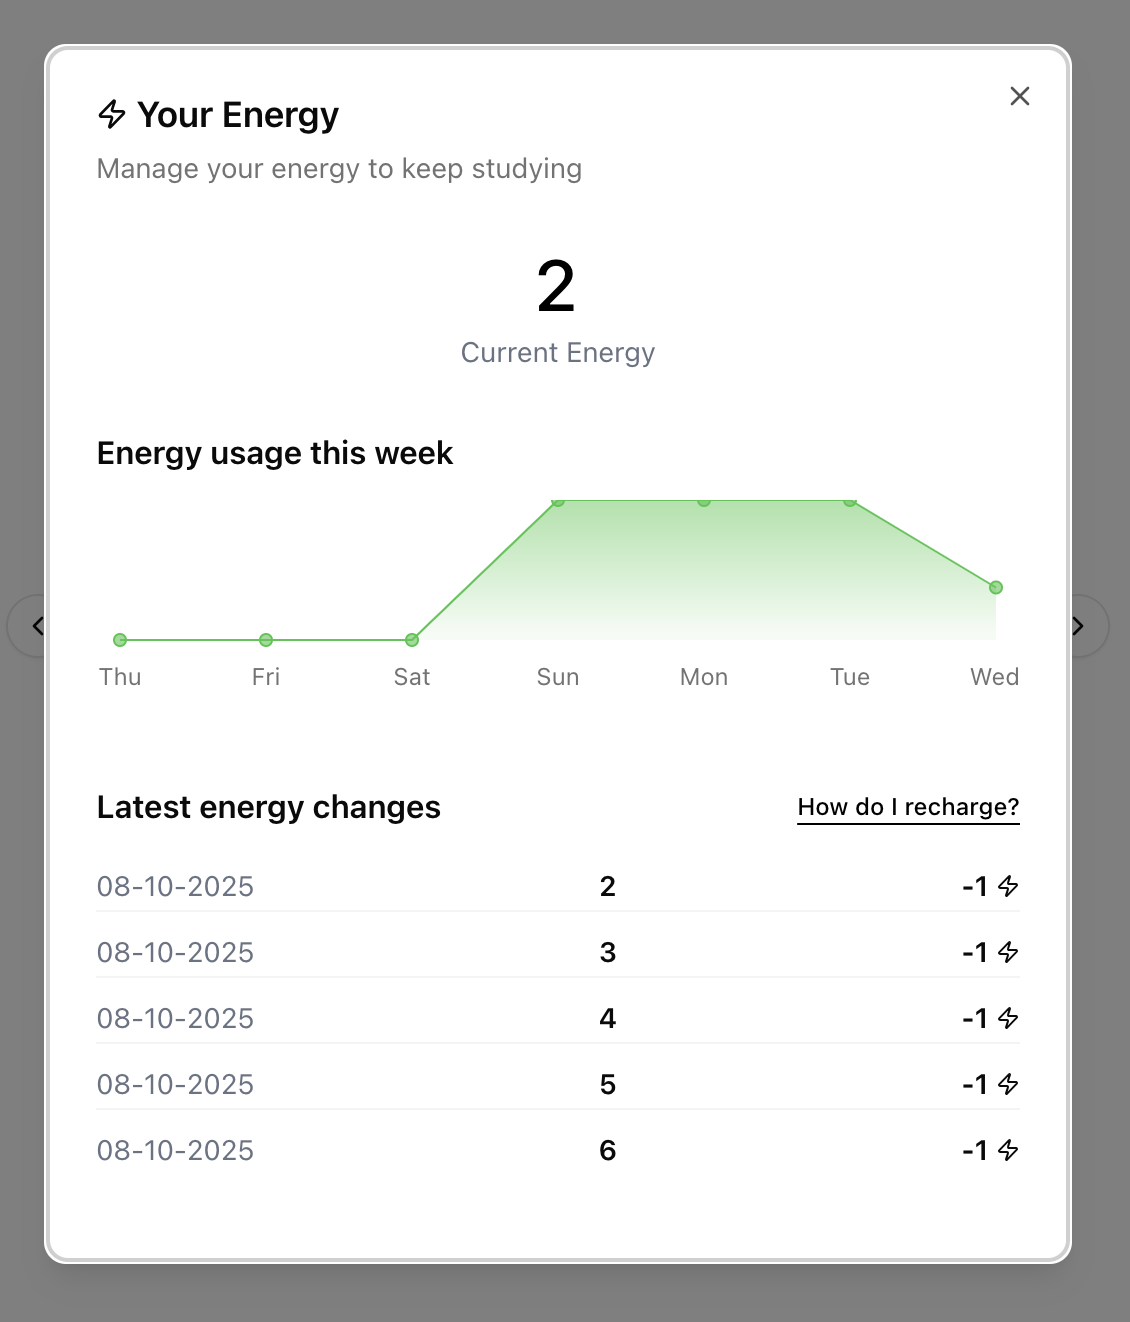 Your Energy
Manage your energy to keep studying
2
Current Energy
Energy usage this week
Thu Fri Sat Sun Mon Tue Wed
Latest energy changes How do I recharge?
08-10-2025 2 -1
08-10-2025 3 -1
08-10-2025 4 -1
08-10-2025 5 -1
08-10-2025 6 -1